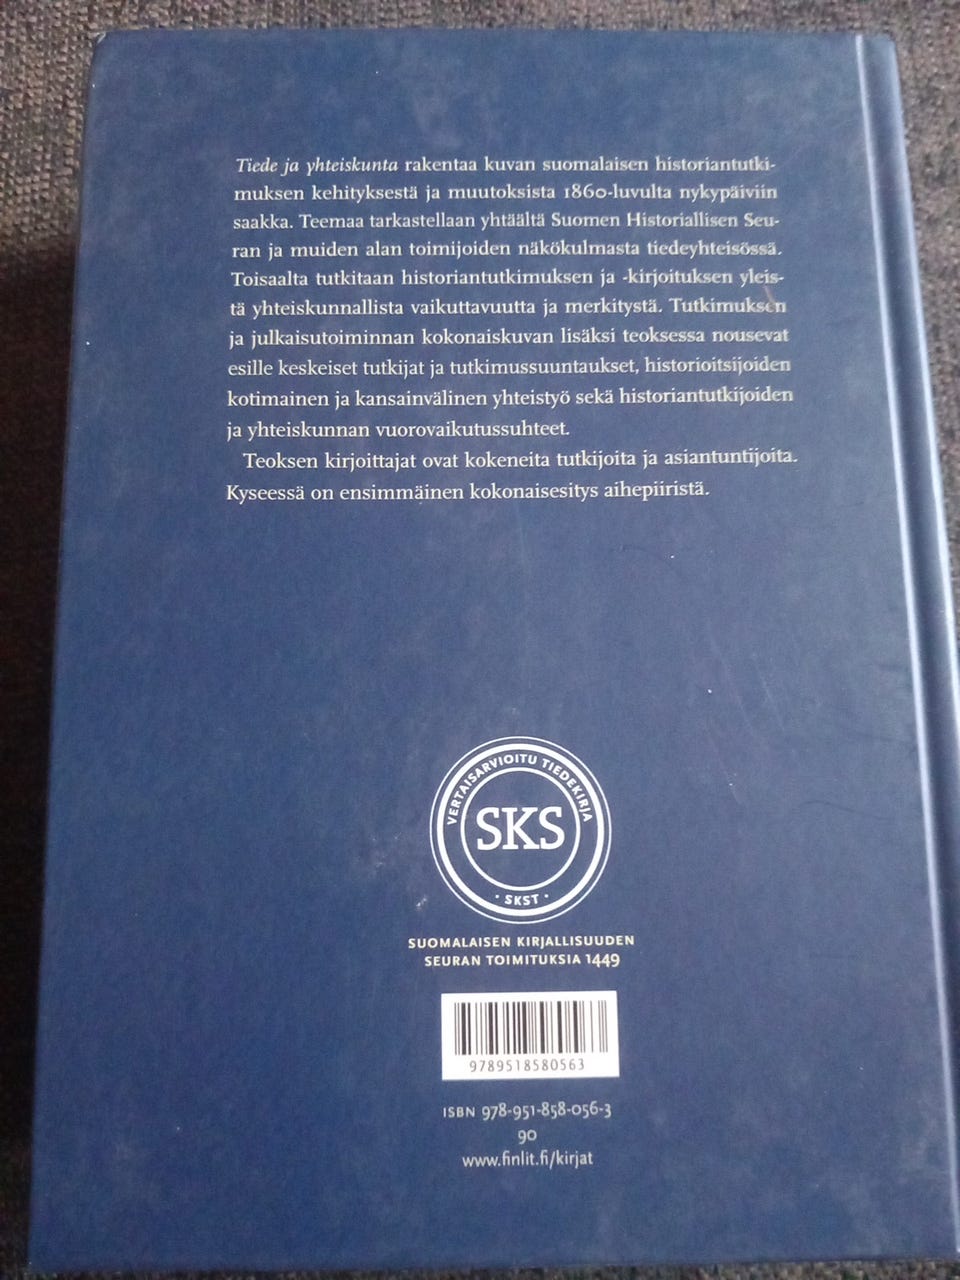 Tiede ja yhteiskunta rakentaa kuvan suomalaisen historiantutki-
muksen kehityksestä ja muutoksista 1860-luvulta nykypäiviin
saakka. Teemaa tarkastellaan yhtäältä Suomen Historiallisen Seu-
ran ja muiden alan toimijoiden näkökulmasta tiedeyhteisössä.
Toisaalta tutkitaan historiantutkimuksen ja -kirjoituksen yleis-
tä yhteiskunnallista vaikuttavuutta ja merkitystä. Tutkimuksen
ja julkaisutoiminnan kokonaiskuvan lisäksi teoksessa nousevat
esille keskeiset tutkijat ja tutkimussuuntaukset, historioitsijoiden
kotimainen ja kansainvälinen yhteistyö sekä historiantutkijoiden
ja yhteiskunnan vuorovaikutussuhteet.
Teoksen kirjoittajat ovat kokeneita tutkijoita ja asiantuntijoita.
Kyseessä on ensimmäinen kokonaisesitys aihepiiristä.
VERTAISARVIOITU TIEDEKIRJA
SKS
· SKST ·
SUOMALAISEN KIRJALLISUUDEN
SEURAN TOIMITUKSIA 1449
9789518580563
ISBN 978-951-858-056-3
90
www.finlit.fi/kirjat